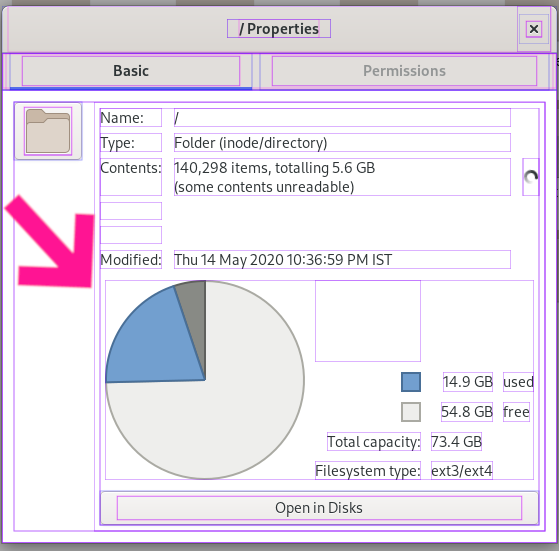 / Properties
Basic
Permissions
Name: /
Type: Folder (inode/directory)
Contents: 140,298 items, totalling 5.6 GB
(some contents unreadable)
Modified: Thu 14 May 2020 10:36:59 PM IST
14.9 GB used
54.8 GB free
Total capacity: 73.4 GB
Filesystem type: ext3/ext4
Open in Disks